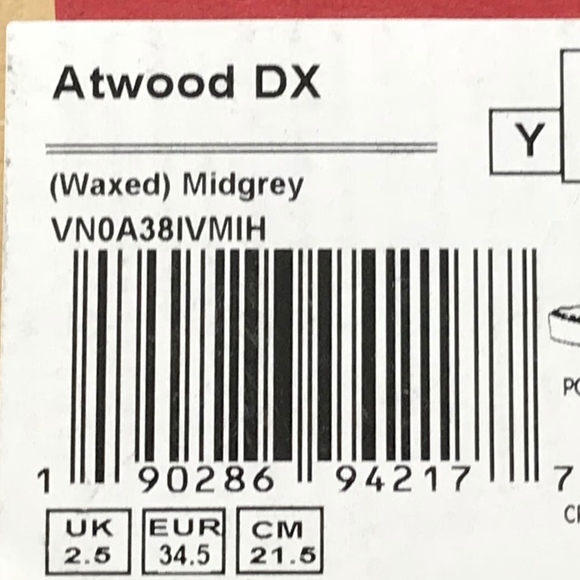 Atwood DX
Y
(Waxed) Midgrey
VN0A38IVMIH
1 90286 94217 7
UK EUR CM
2.5 34.5 21.5